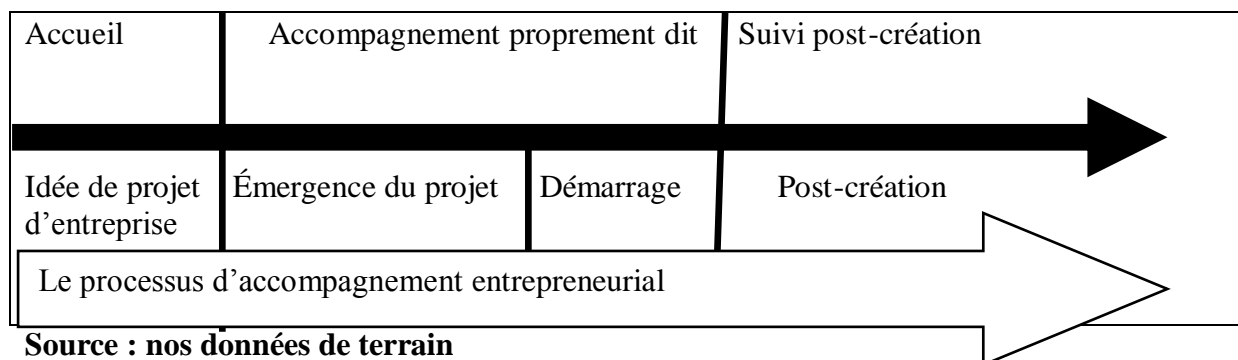 Accueil
Accompagnement proprement dit
Suivi post-création
Idée de projet
d’entreprise
Émergence du projet
Démarrage
Post-création
Le processus d’accompagnement entrepreneurial
Source : nos données de terrain